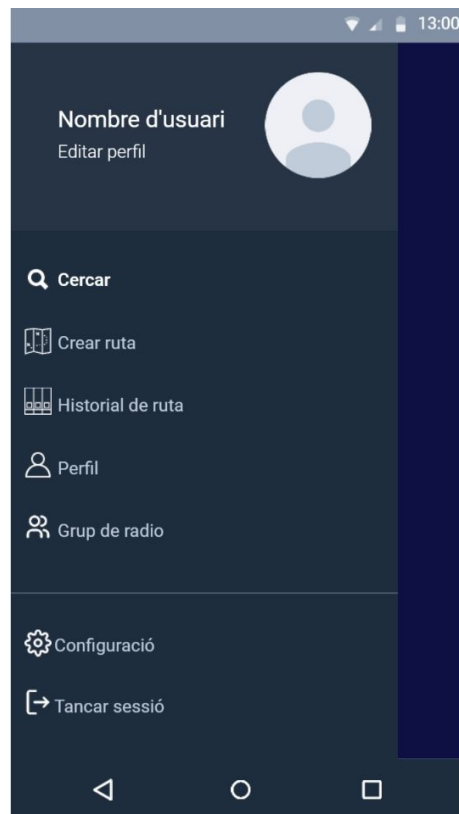 13:00
Nombre d'usuari
Editar perfil
Cercar
Crear ruta
Historial de ruta
Perfil
Grup de radio
Configuració
Tancar sessió